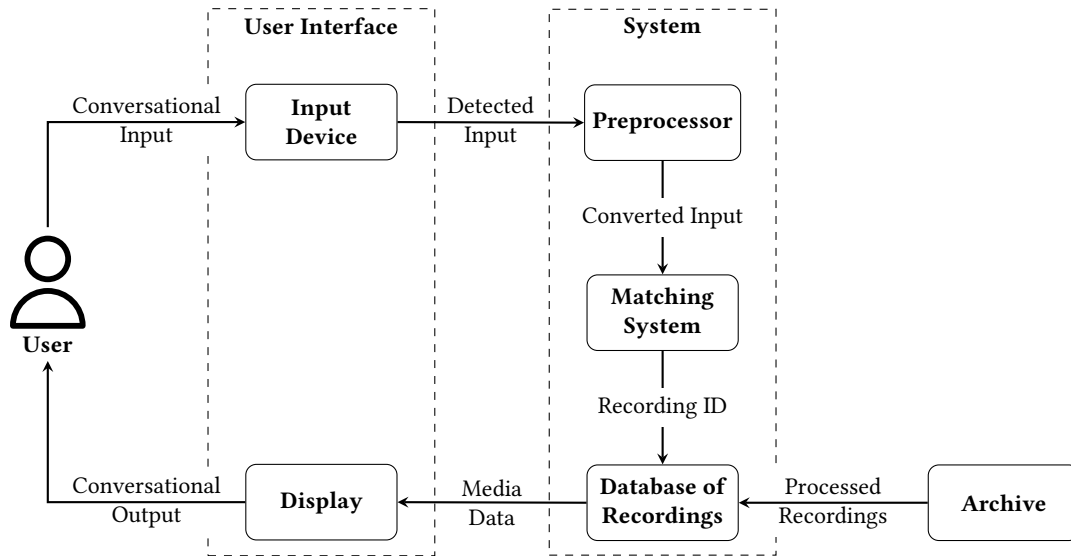 User Interface
System
Conversational
Input
Input
Device
Detected
Input
Preprocessor
Converted Input
Matching
System
User
Recording ID
Conversational
Output
Display
Media
Data
Database of
Recordings
Processed
Recordings
Archive